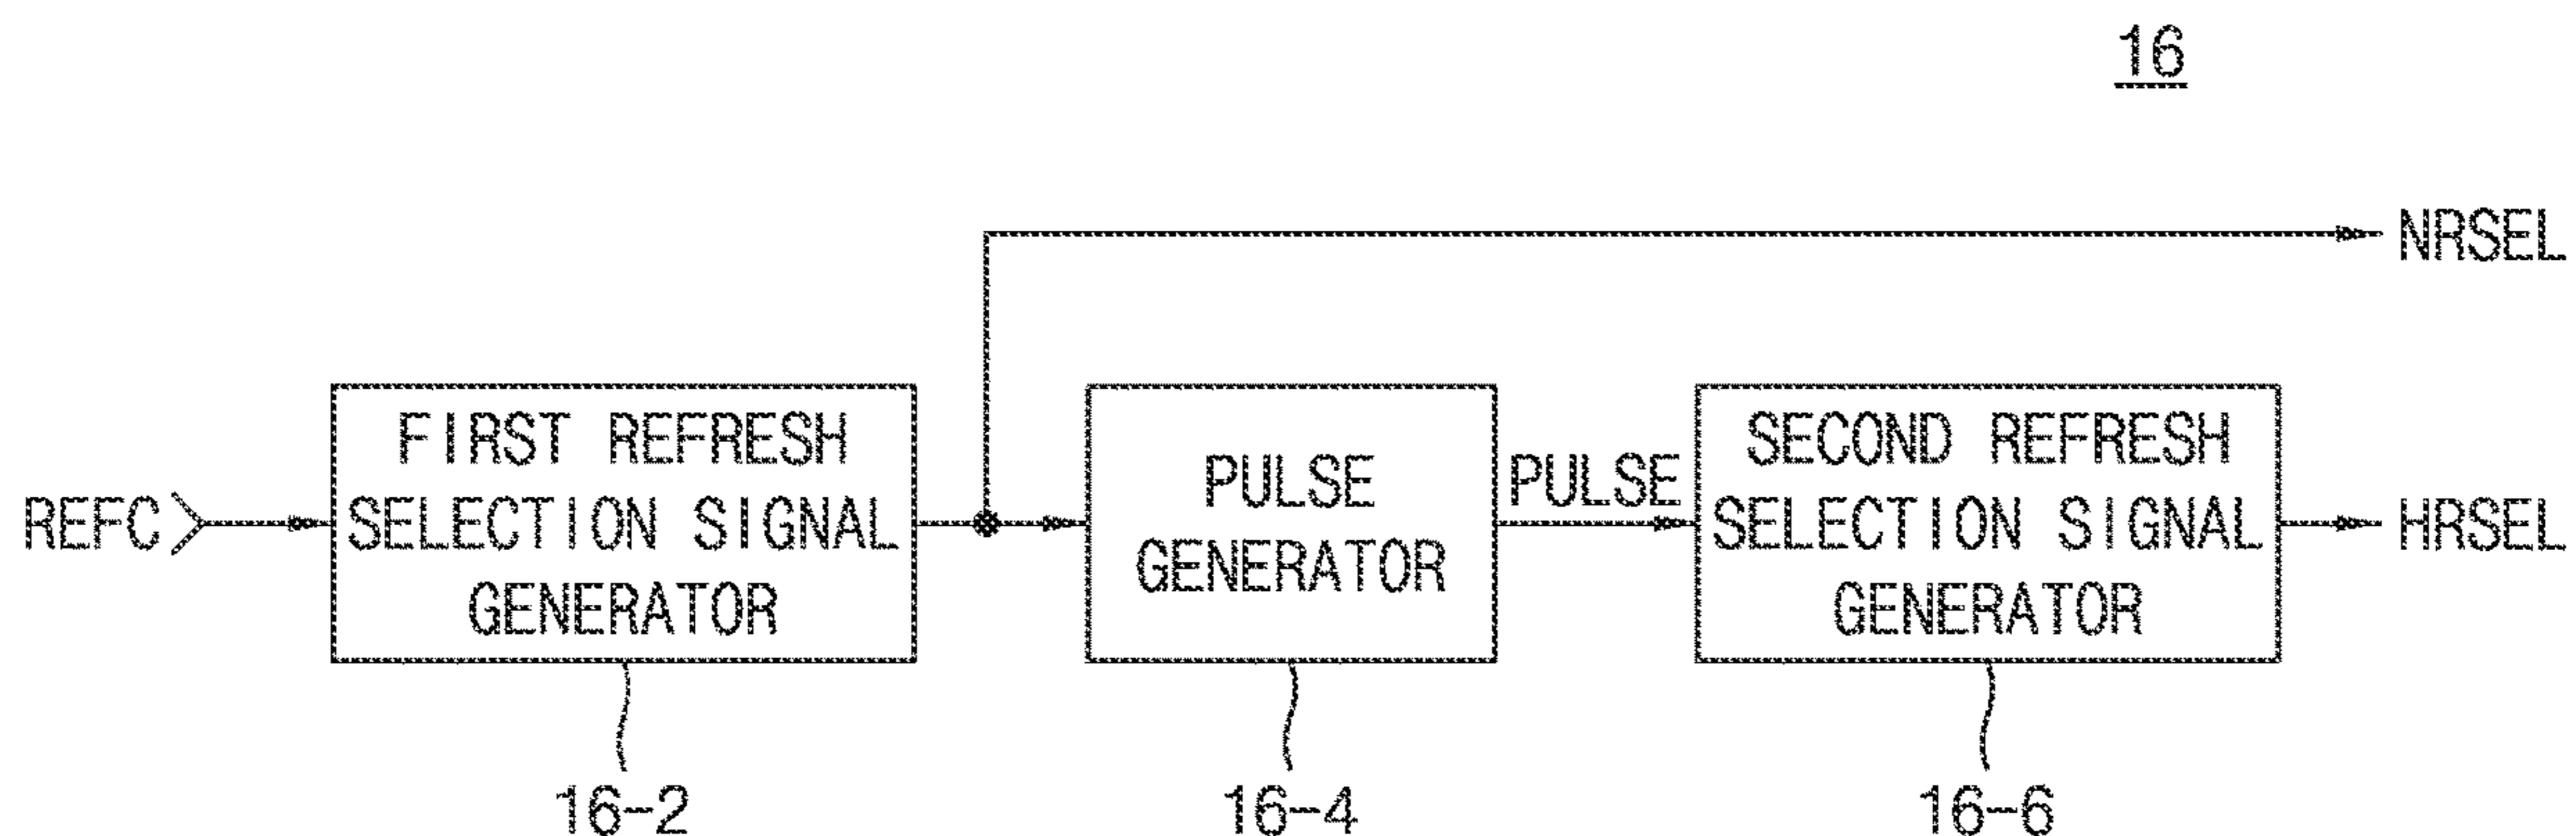 16
NRSEL
REFC
FIRST REFRESH
SELECTION SIGNAL
GENERATOR
PULSE
GENERATOR
PULSE
SECOND REFRESH
SELECTION SIGNAL
GENERATOR
HRSEL
16-2
16-4
16-6